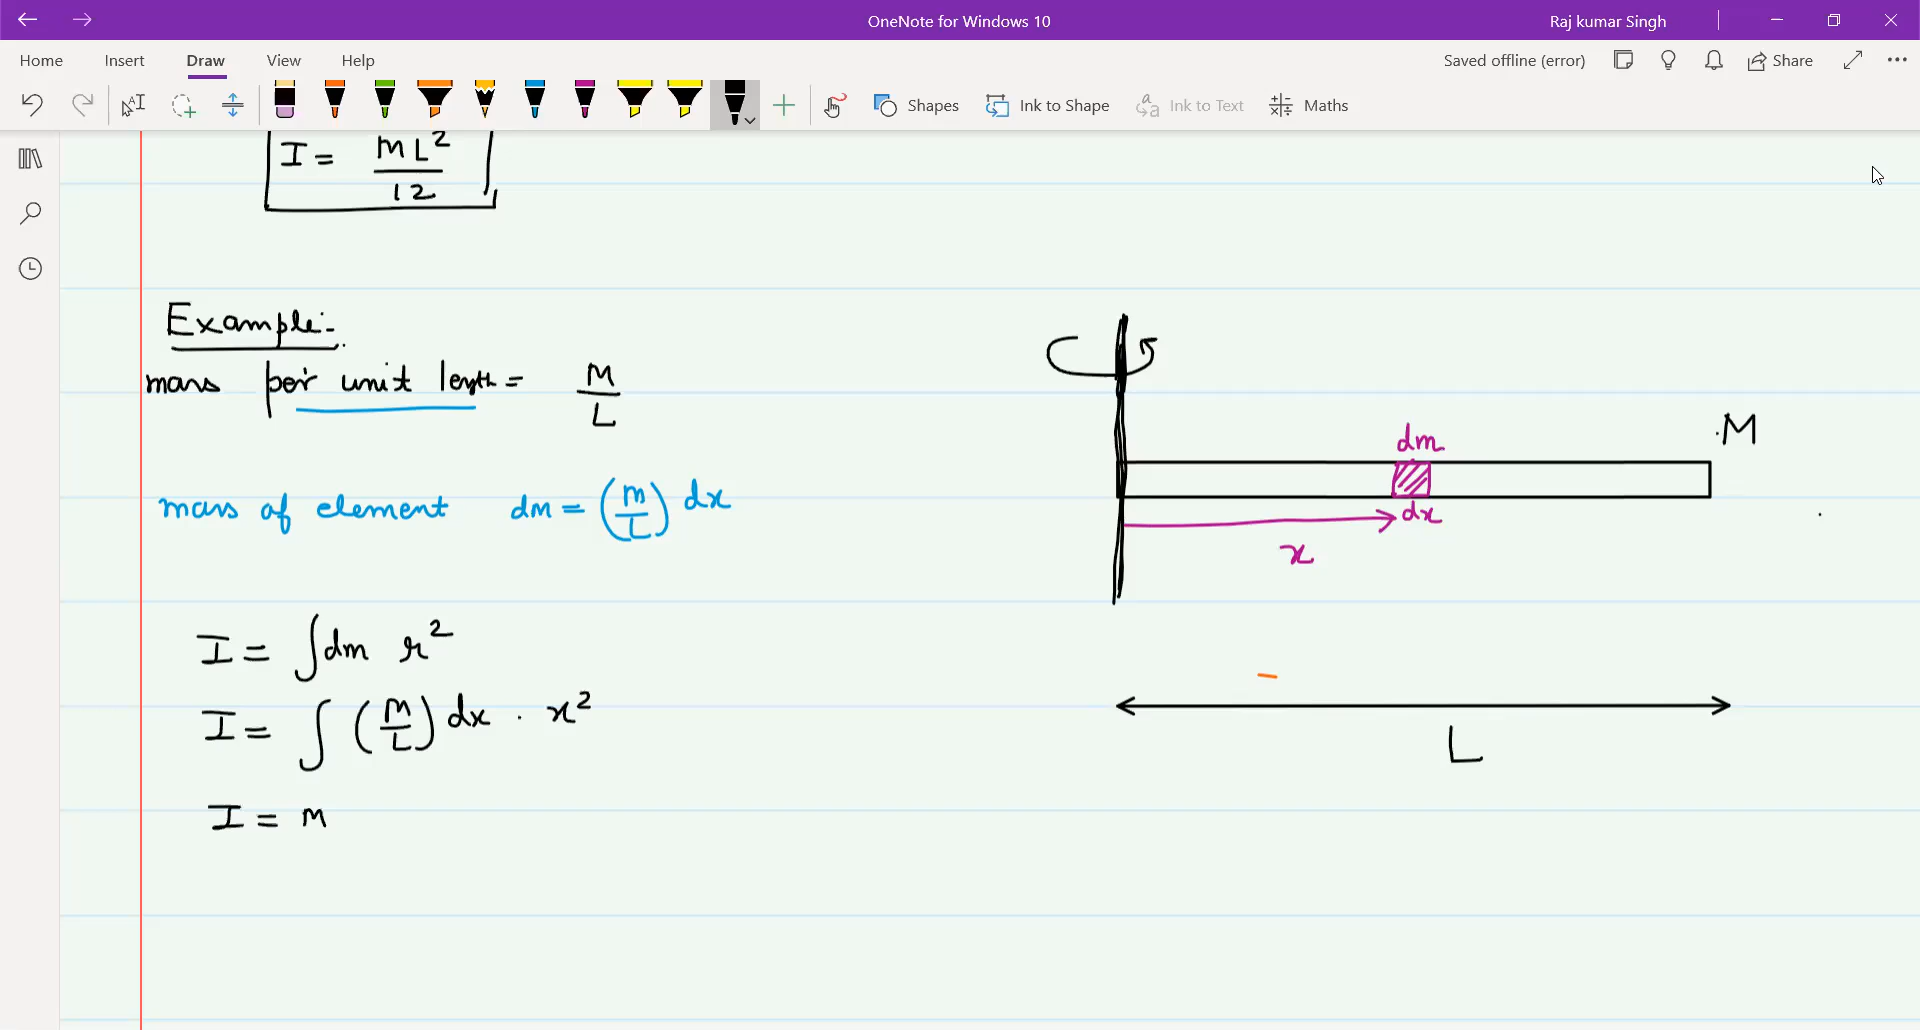 OneNote for Windows 10
Raj kumar Singh
Home Insert Draw View Help
Saved offline (error)
Share
Shapes Ink to Shape Ink to Text Maths
I = ML²/12
Example:-
mass per unit length = M/L
mass of element dm = (m/L) dx
I = ∫dm r²
I = ∫(M/L) dx · x²
I = M
M
dm
dx
x
L